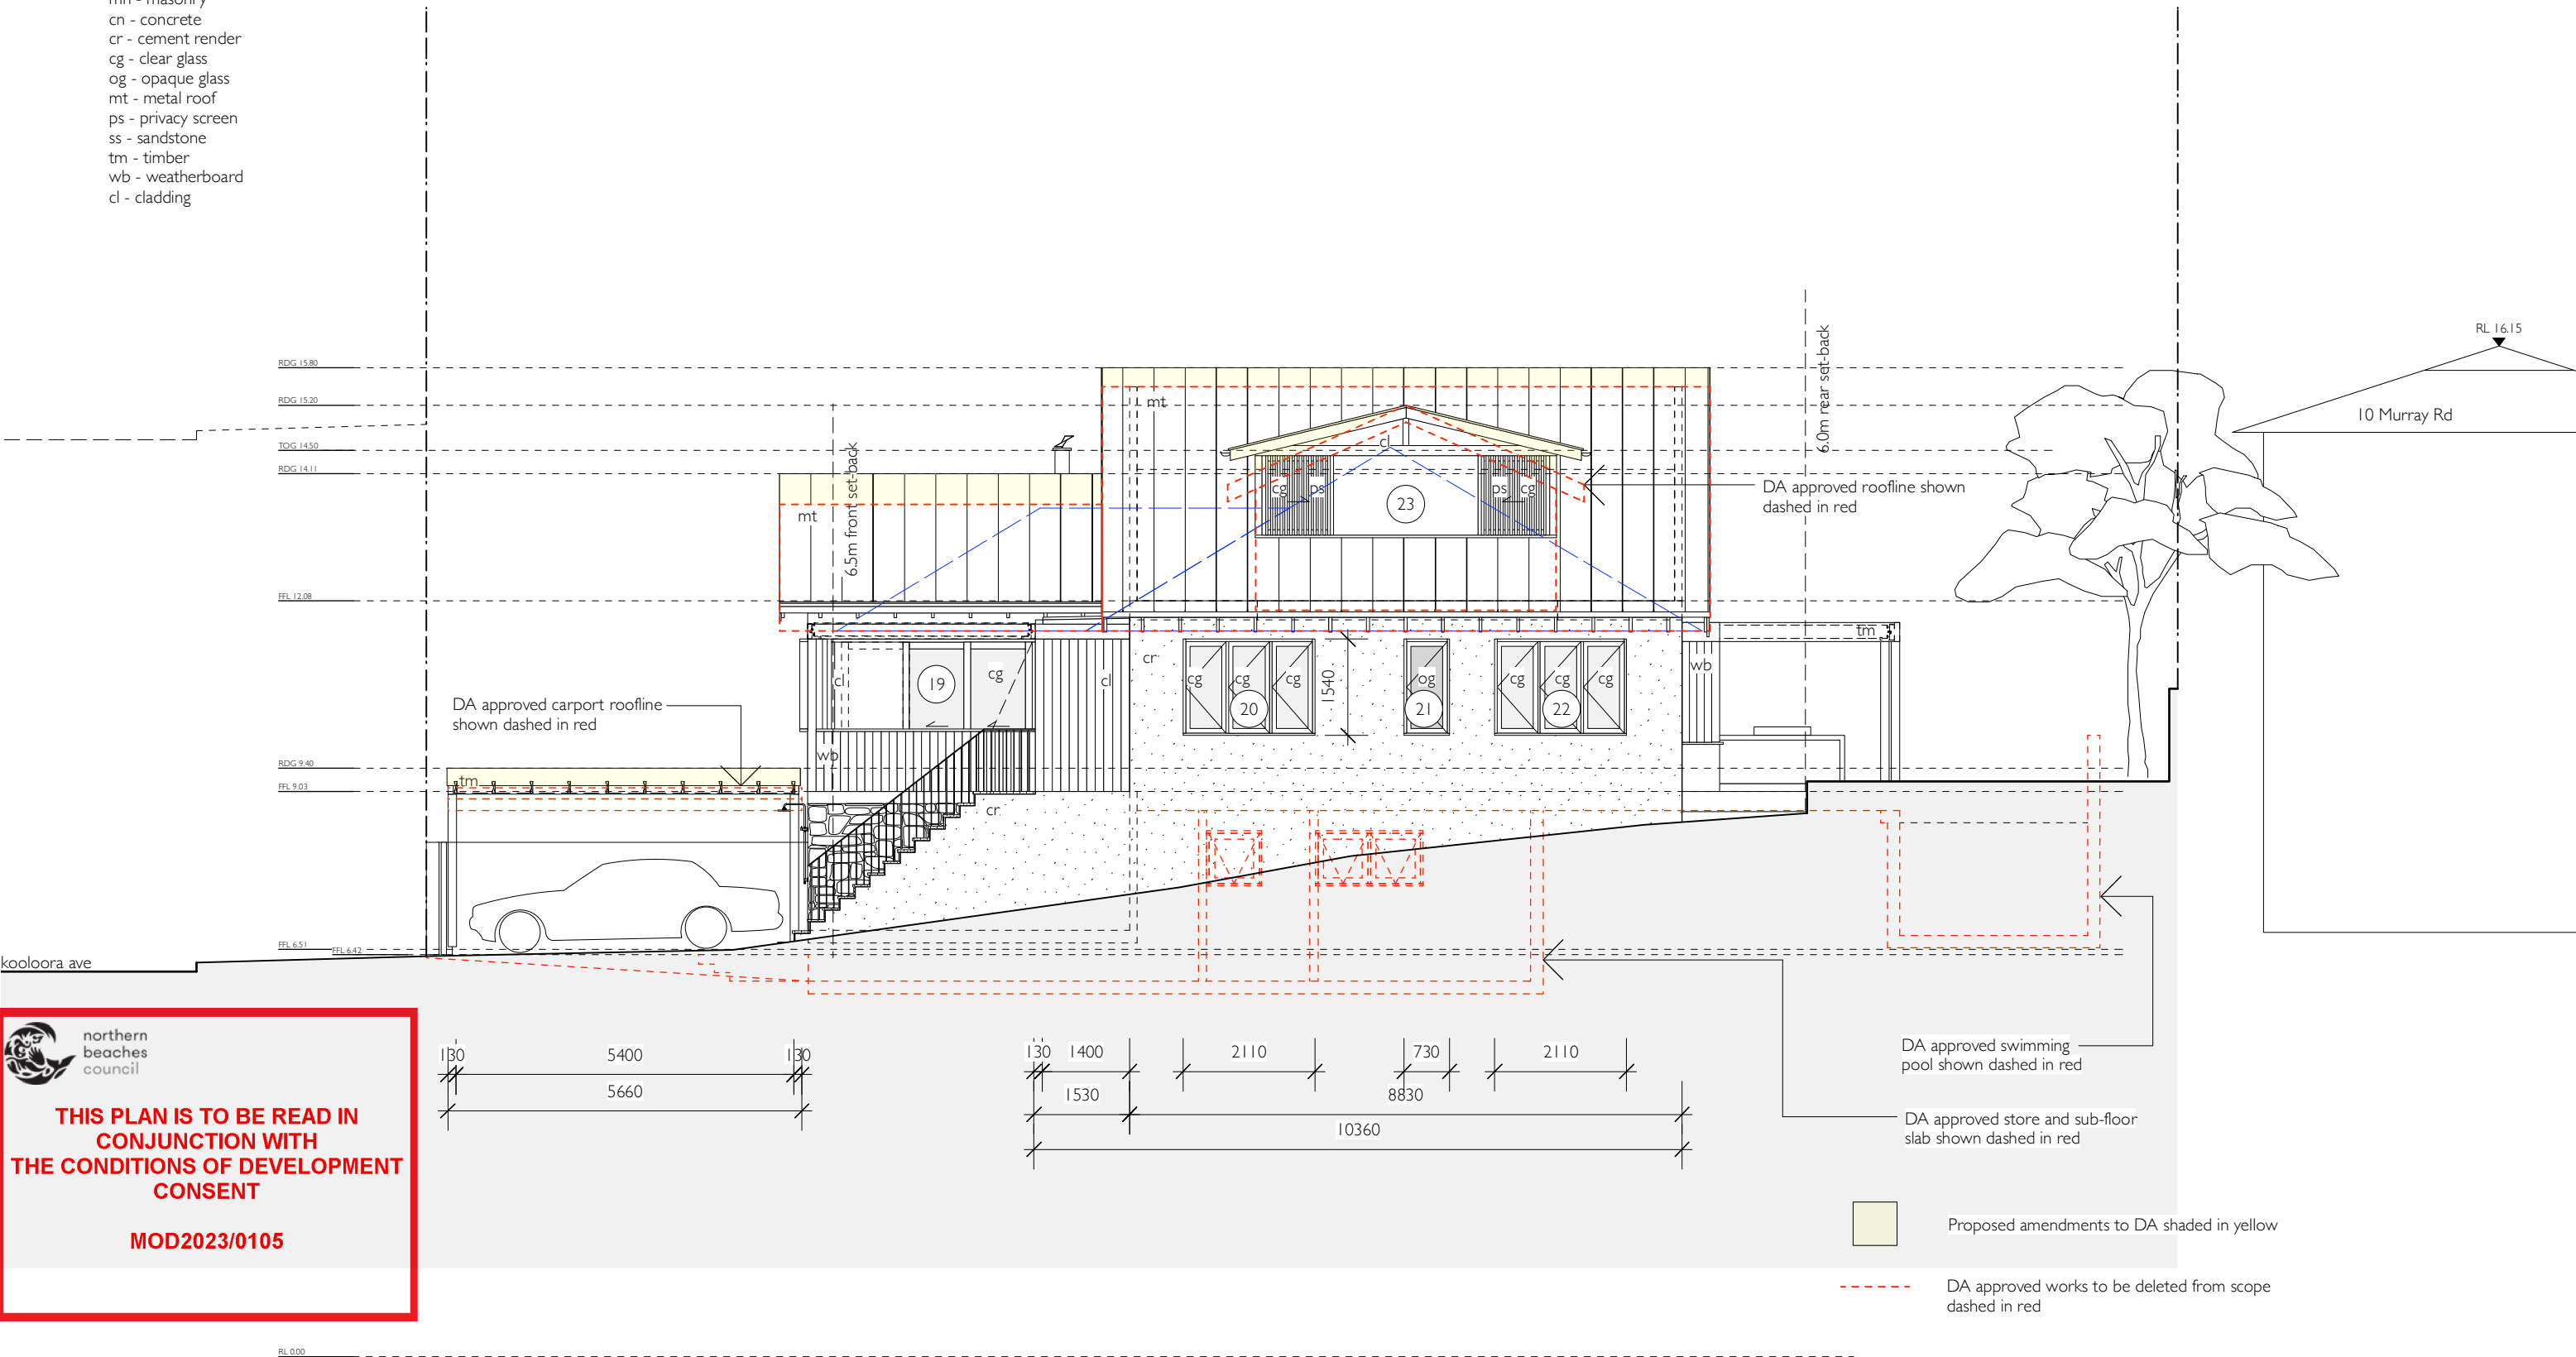 mn - masonry
cn - concrete
cr - cement render
cg - clear glass
og - opaque glass
mt - metal roof
ps - privacy screen
ss - sandstone
tm - timber
wb - weatherboard
cl - cladding
RL 16.15
10 Murray Rd
6.0m rear set-back
6.5m front set-back
RDG 15.80
RDG 15.20
TOG 14.50
RDG 14.11
FFL 12.08
RDG 9.40
FFL 9.03
FFL 6.51
FFL 6.42
RL 0.00
mt
cl
cg
ps
23
ps
cg
mt
DA approved roofline shown
dashed in red
cl
19
cg
cl
cr
cg
cg
cg
20
1540
og
21
cg
cg
cg
22
wb
tm
DA approved carport roofline
shown dashed in red
wb
tm
cr
kooloora ave
130
5400
130
5660
130
1400
2110
730
2110
1530
8830
10360
DA approved swimming
pool shown dashed in red
DA approved store and sub-floor
slab shown dashed in red
Proposed amendments to DA shaded in yellow
DA approved works to be deleted from scope
dashed in red
northern
beaches
council
THIS PLAN IS TO BE READ IN
CONJUNCTION WITH
THE CONDITIONS OF DEVELOPMENT
CONSENT
MOD2023/0105